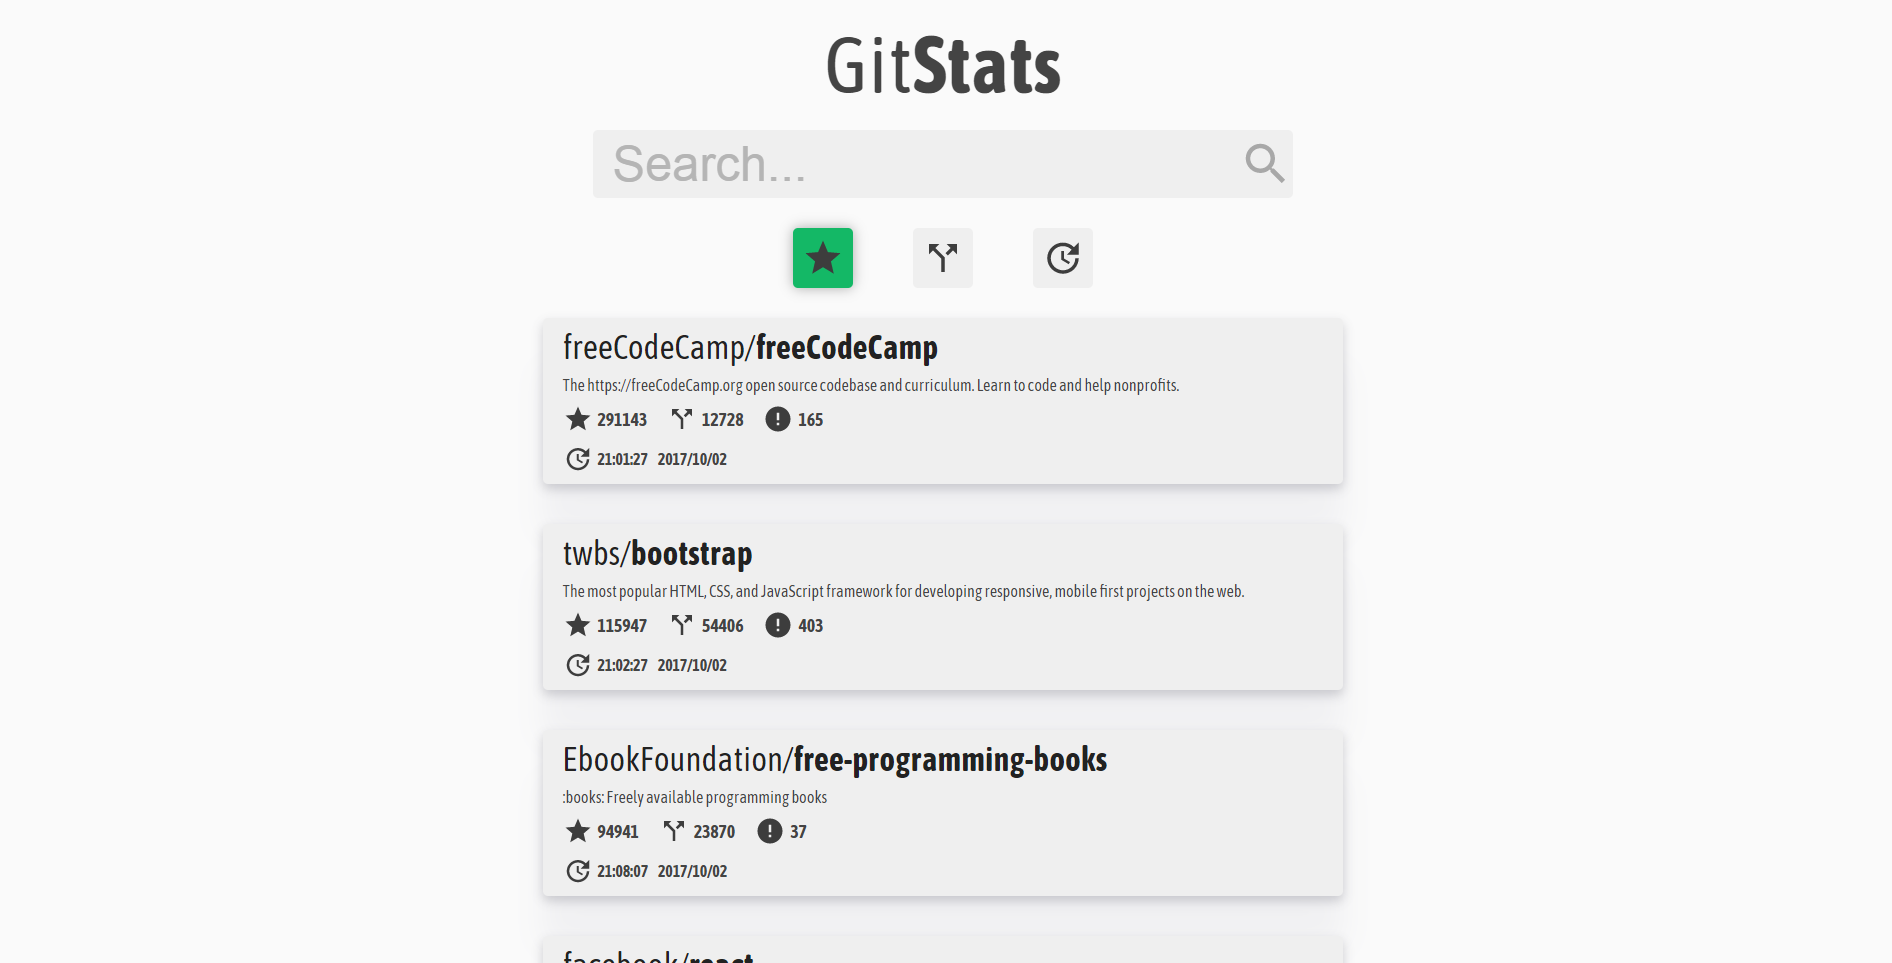 GitStats
Search...
freeCodeCamp/freeCodeCamp
The https://freeCodeCamp.org open source codebase and curriculum. Learn to code and help nonprofits.
291143 12728 165
21:01:27 2017/10/02
twbs/bootstrap
The most popular HTML, CSS, and JavaScript framework for developing responsive, mobile first projects on the web.
115947 54406 403
21:02:27 2017/10/02
EbookFoundation/free-programming-books
:books: Freely available programming books
94941 23870 37
21:08:07 2017/10/02
facebook/react